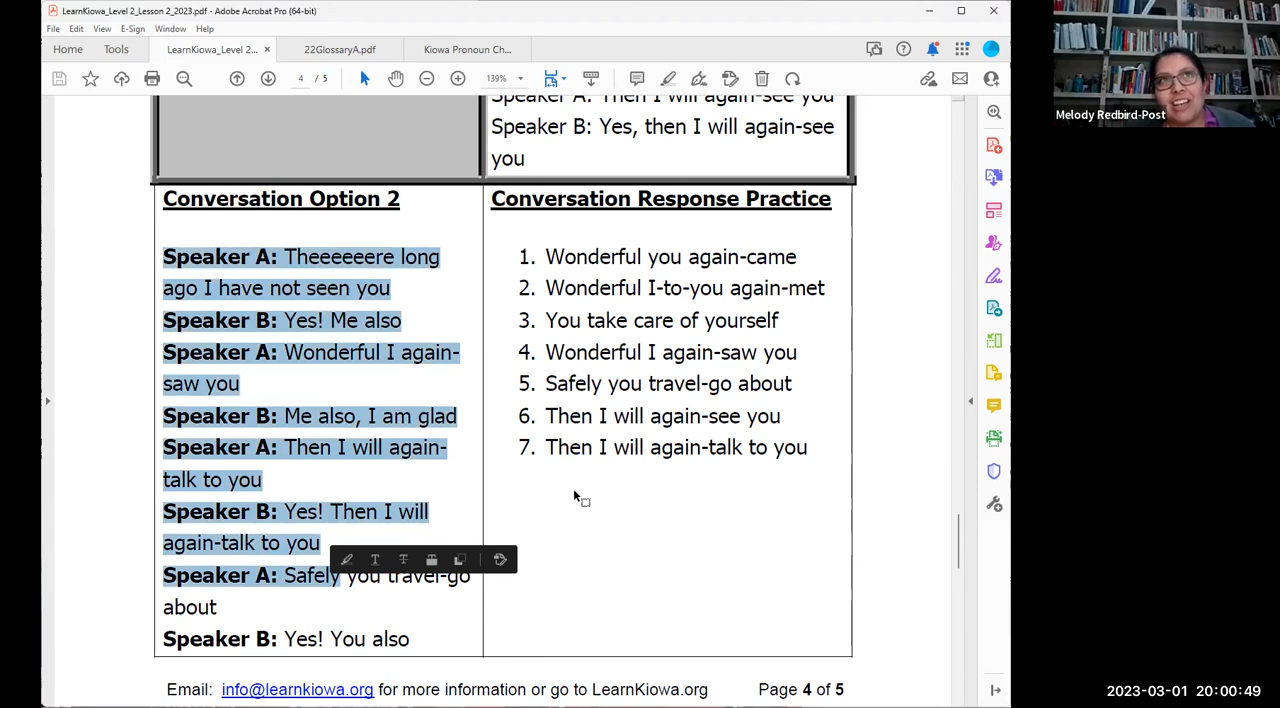 LearnKiowa_Level 2_Lesson 2_2023.pdf - Adobe Acrobat Pro (64-bit)
File Edit View E-Sign Window Help
Home Tools LearnKiowa_Level 2... × 22GlossaryA.pdf Kiowa Pronoun Ch...
4 / 5 139%
Speaker A: Then I will again-see you
Speaker B: Yes, then I will again-see
you
Conversation Option 2
Speaker A: Theeeeeere long
ago I have not seen you
Speaker B: Yes! Me also
Speaker A: Wonderful I again-
saw you
Speaker B: Me also, I am glad
Speaker A: Then I will again-
talk to you
Speaker B: Yes! Then I will
again-talk to you
Speaker A: Safely you travel-go
about
Speaker B: Yes! You also
Conversation Response Practice
1. Wonderful you again-came
2. Wonderful I-to-you again-met
3. You take care of yourself
4. Wonderful I again-saw you
5. Safely you travel-go about
6. Then I will again-see you
7. Then I will again-talk to you
Email: info@learnkiowa.org for more information or go to LearnKiowa.org Page 4 of 5
Melody Redbird-Post
2023-03-01 20:00:49